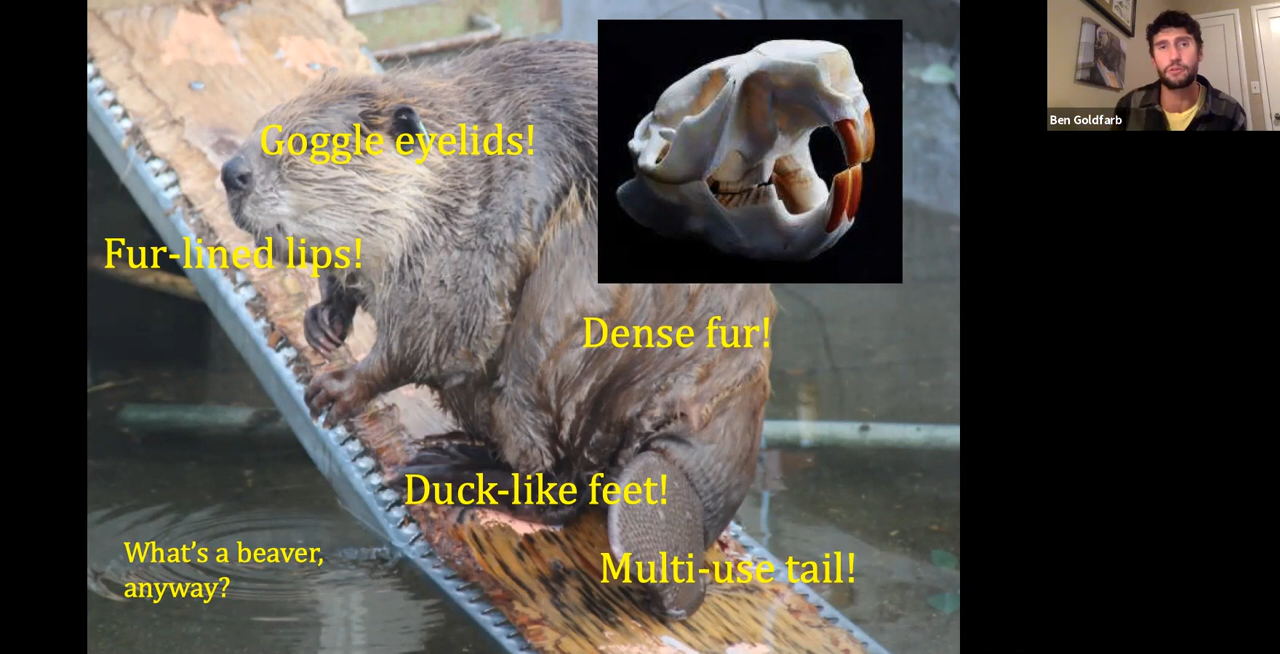 Ben Goldfarb
Goggle eyelids!
Fur-lined lips!
Dense fur!
Duck-like feet!
Multi-use tail!
What's a beaver,
anyway?